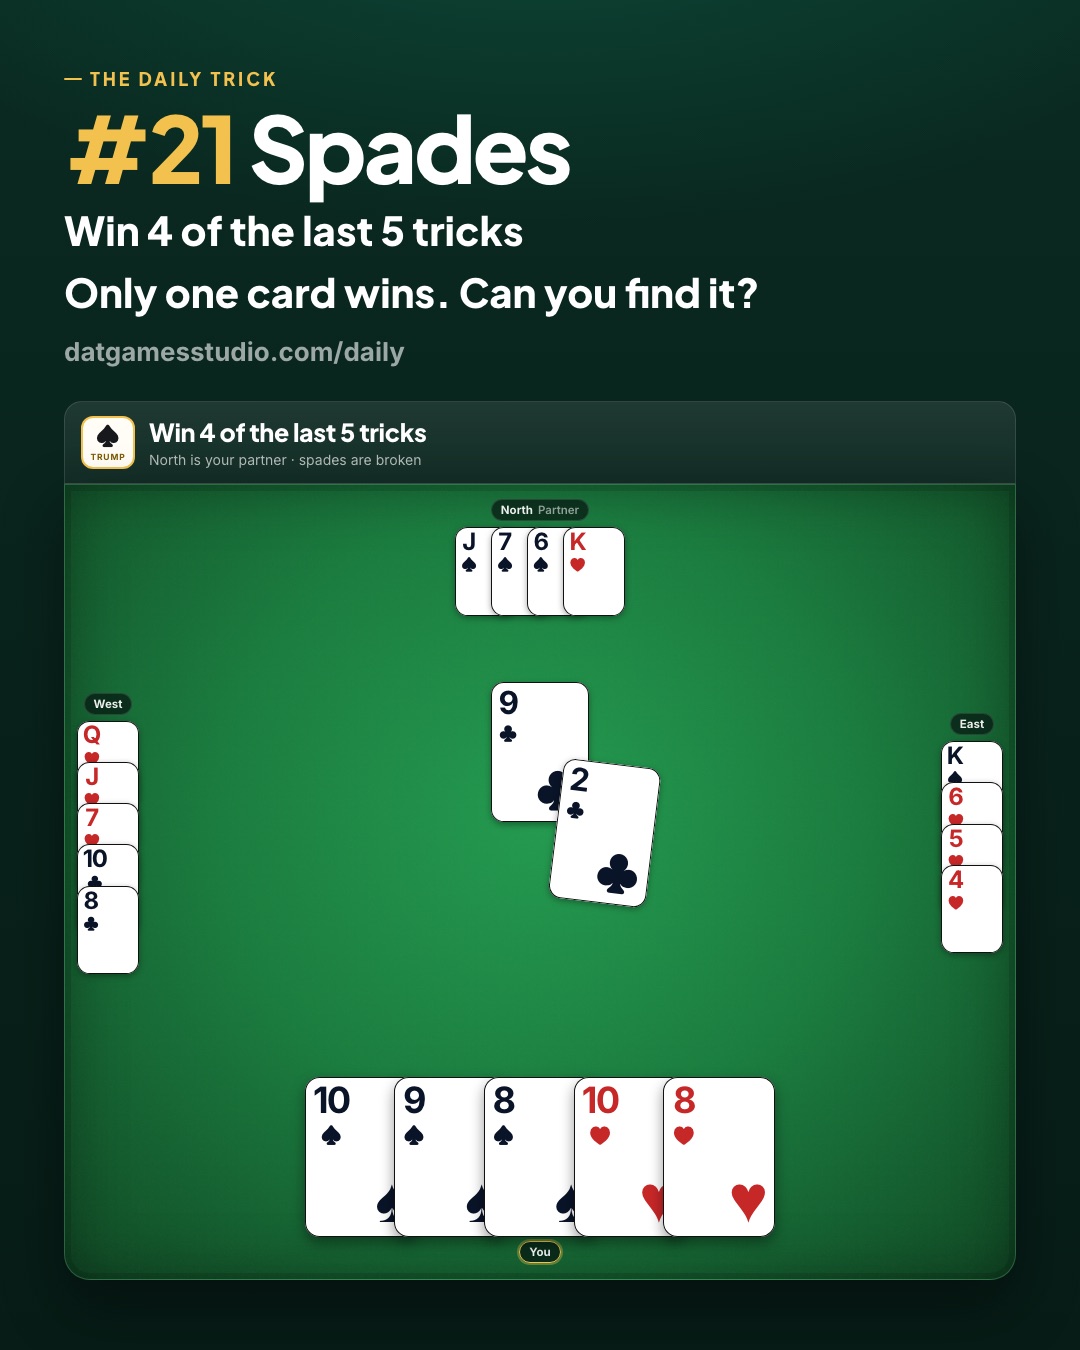 — THE DAILY TRICK
#21 Spades
Win 4 of the last 5 tricks
Only one card wins. Can you find it?
datgamesstudio.com/daily
♠ TRUMP
Win 4 of the last 5 tricks
North is your partner · spades are broken
North Partner
J♠ 7♠ 6♠ K♥
West
Q♥
J♥
7♥
10♣
8♣
9♣
2♣
East
K♠
6♥
5♥
4♥
10♠ 9♠ 8♠ 10♥ 8♥
You